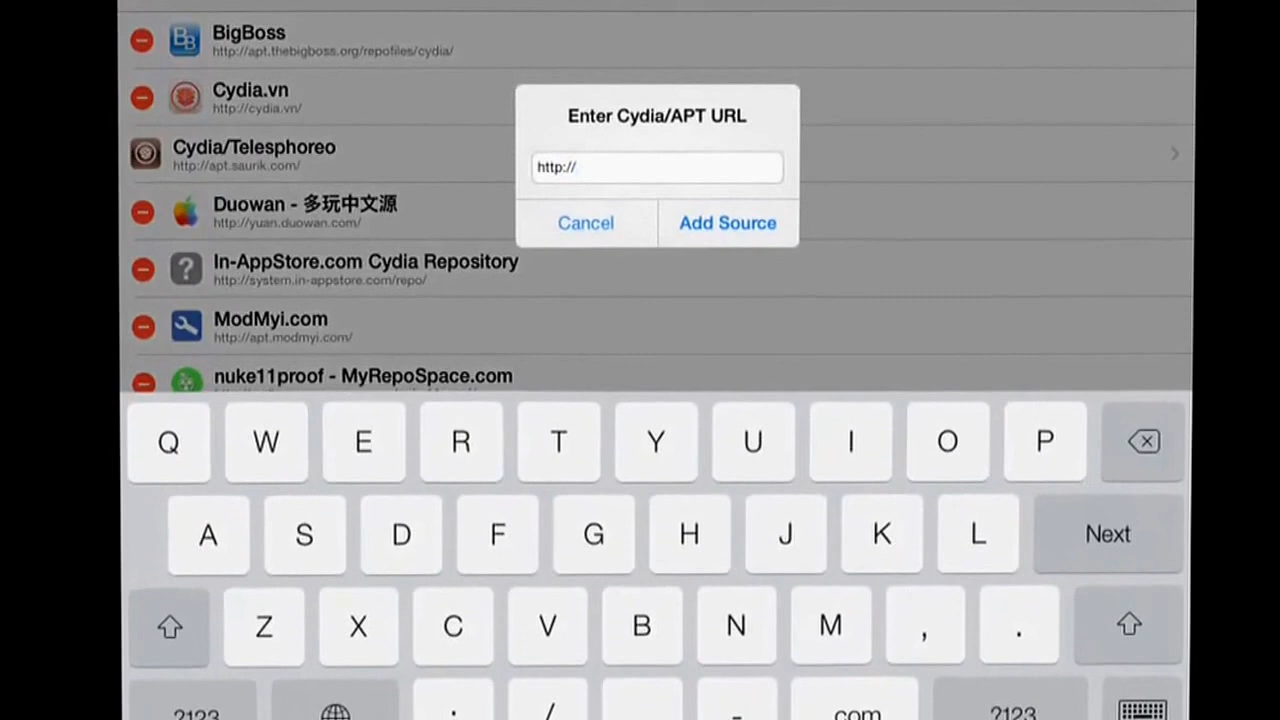 BigBoss
http://apt.thebigboss.org/repofiles/cydia/
Cydia.vn
http://cydia.vn/
Cydia/Telesphoreo
http://apt.saurik.com/
Duowan - 多玩中文源
http://yuan.duowan.com/
In-AppStore.com Cydia Repository
http://system.in-appstore.com/repo/
ModMyi.com
http://apt.modmyi.com/
nuke11proof - MyRepoSpace.com
Enter Cydia/APT URL
http://
Cancel
Add Source
Q W E R T Y U I O P
A S D F G H J K L Next
Z X C V B N M , .
.?123 : / _ - .com .?123